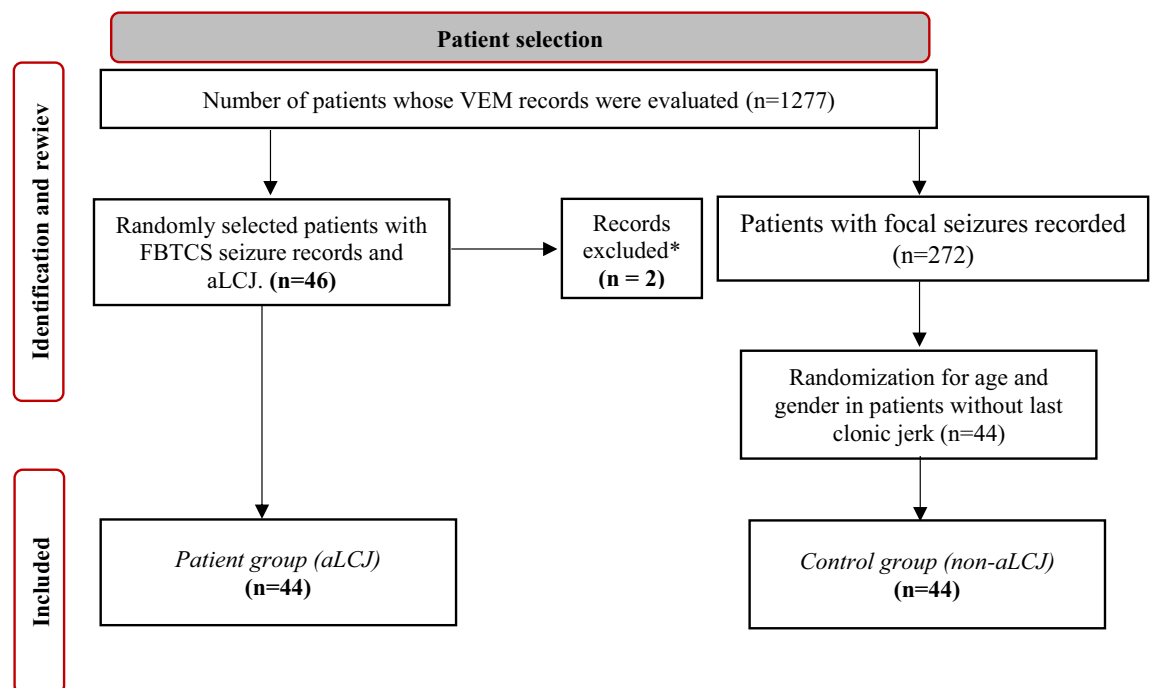 Patient selection
Identification and rewiev
Number of patients whose VEM records were evaluated (n=1277)
Randomly selected patients with
FBTCS seizure records and
aLCJ. (n=46)
Records
excluded*
(n = 2)
Patients with focal seizures recorded
(n=272)
Randomization for age and
gender in patients without last
clonic jerk (n=44)
Included
Patient group (aLCJ)
(n=44)
Control group (non-aLCJ)
(n=44)